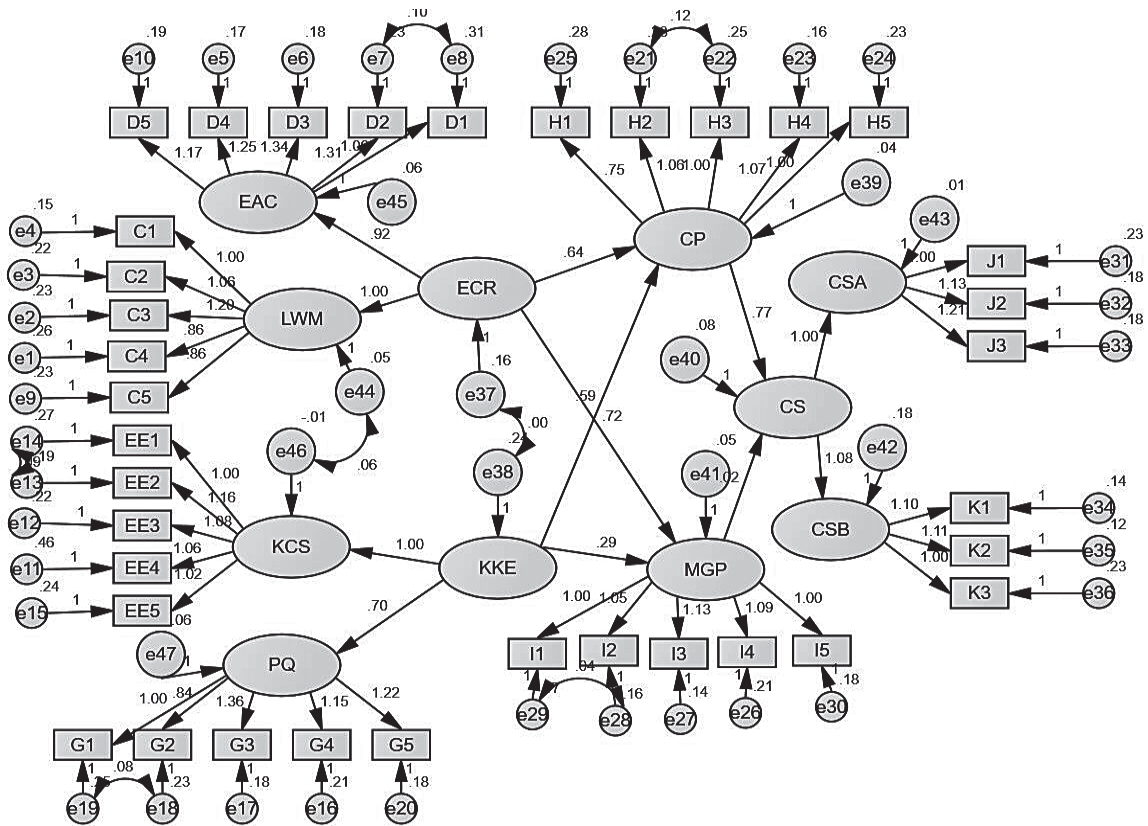 .19 .17 .18 .10 .31 .28 .12 .25 .16 .23
e10 e5 e6 e7 e8 e25 e21 e22 e23 e24
1 1 1 1 1 1 1 1 1 1
D5 D4 D3 D2 D1 H1 H2 H3 H4 H5
1.17 1.25 1.34 1.31 .75 1.06 1.00 1.07 1.00
1 .06 .04
EAC e45 e39 1
.92 .01
e43
.15
e4 1 C1 CP 1 J1 1 e31 .23
.22 1.00 .64 CSA
e3 1 C2 1.06 ECR 1.13 J2 1 e32 .18
.23 1.20 1.00 1.21
e2 1 C3 LWM .77 1.00 J3 1 e33 .18
.26 .86
e1 1 C4 .86 1 .05 1 .16 .08 e40 1
.23
e9 1 C5 e44 e37 CS
.27 -.01 .59 .72 .00
e14 1 EE1 e46 .06 e38 .05 1.08 .18 e42
.19 1.00 1 1 e41 1
e13 1 EE2 1.16 1
.22
e12 1 EE3 1.08 CSB 1.10 K1 1 e34 .14
.46 1.06 KCS 1.00 KKE .29 MGP 1.11
e11 1 EE4 1.02 1.00 K2 1 e35 .12
.24
e15 1 EE5 .70 K3 1 e36 .23
.06
e47 1 PQ 1.00 1.05 1.13 1.09 1.00
I1 I2 I3 I4 I5
1.00 .84 1.36 1.15 1.22 1 .04 1 1 1
.16 .14 .21 .18
e29 e28 e27 e26 e30
G1 G2 G3 G4 G5
1 .08 1 1 1 1
.23 .18 .21 .18
e19 e18 e17 e16 e20